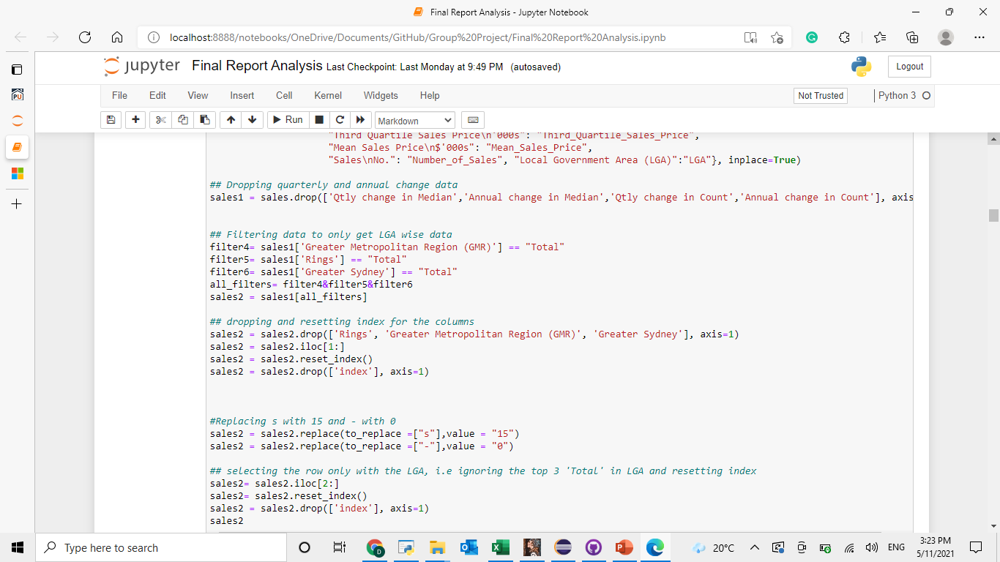 Final Report Analysis - Jupyter Notebook
localhost:8888/notebooks/OneDrive/Documents/GitHub/Group%20Project/Final%20Report%20Analysis.ipynb
jupyter Final Report Analysis Last Checkpoint: Last Monday at 9:49 PM (autosaved)
Logout
File Edit View Insert Cell Kernel Widgets Help
Not Trusted
Python 3
Run
Markdown
"Third Quartile Sales Price\n'000s": "Third_Quartile_Sales_Price",
"Mean Sales Price\n$'000s": "Mean_Sales_Price",
"Sales\nNo.": "Number_of_Sales", "Local Government Area (LGA)":"LGA"}, inplace=True)
## Dropping quarterly and annual change data
sales1 = sales.drop(['Qtly change in Median','Annual change in Median','Qtly change in Count','Annual change in Count'], axis
## Filtering data to only get LGA wise data
filter4= sales1['Greater Metropolitan Region (GMR)'] == "Total"
filter5= sales1['Rings'] == "Total"
filter6= sales1['Greater Sydney'] == "Total"
all_filters= filter4&filter5&filter6
sales2 = sales1[all_filters]
## dropping and resetting index for the columns
sales2 = sales2.drop(['Rings', 'Greater Metropolitan Region (GMR)', 'Greater Sydney'], axis=1)
sales2 = sales2.iloc[1:]
sales2 = sales2.reset_index()
sales2 = sales2.drop(['index'], axis=1)
#Replacing s with 15 and - with 0
sales2 = sales2.replace(to_replace =["s"],value = "15")
sales2 = sales2.replace(to_replace =["-"],value = "0")
## selecting the row only with the LGA, i.e ignoring the top 3 'Total' in LGA and resetting index
sales2= sales2.iloc[2:]
sales2= sales2.reset_index()
sales2 = sales2.drop(['index'], axis=1)
sales2
Type here to search
20°C
ENG
3:23 PM
5/11/2021